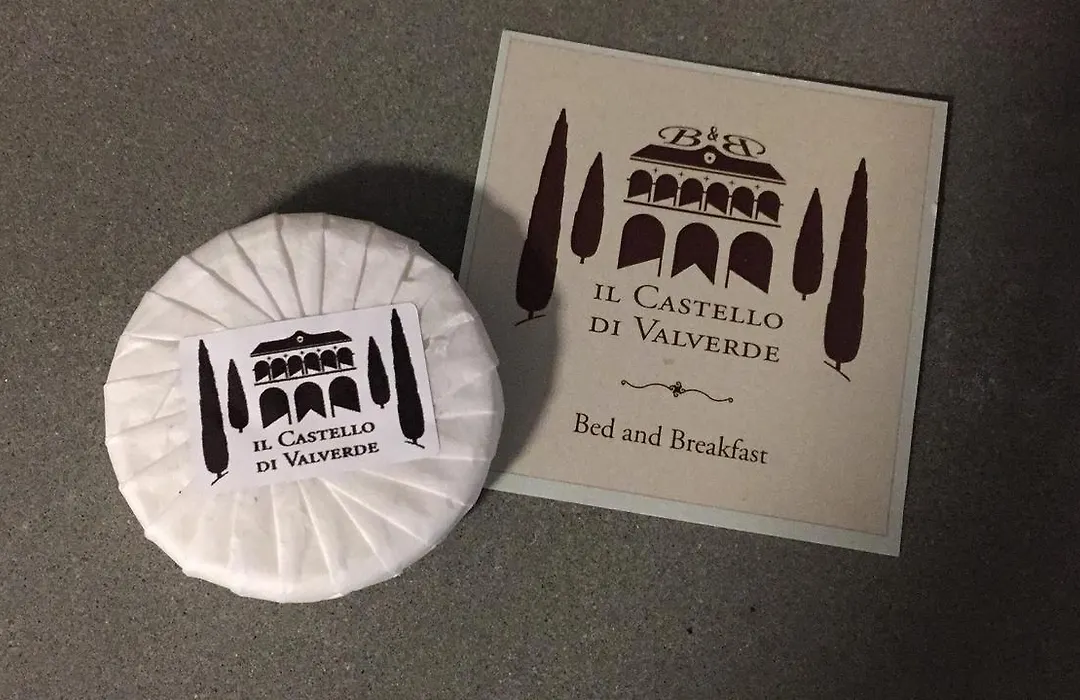 IL CASTELLO
DI VALVERDE
B&B
IL CASTELLO
DI VALVERDE
Bed and Breakfast